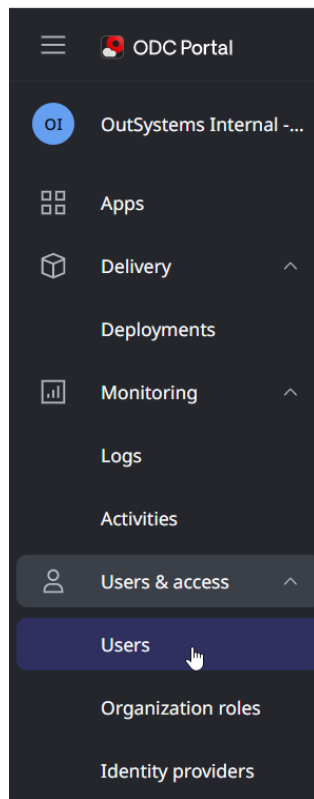 ODC Portal
OI
OutSystems Internal -...
Apps
Delivery
Deployments
Monitoring
Logs
Activities
Users & access
Users
Organization roles
Identity providers